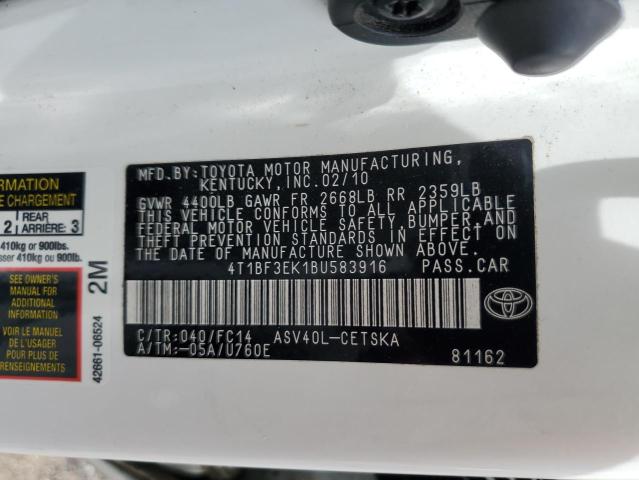 MFD.BY:TOYOTA MOTOR MANUFACTURING,
KENTUCKY,INC.02/10
GVWR 4400LB GAWR FR 2668LB RR 2359LB
THIS VEHICLE CONFORMS TO ALL APPLICABLE
FEDERAL MOTOR VEHICLE SAFETY,BUMPER,AND
THEFT PREVENTION STANDARDS IN EFFECT ON
THE DATE OF MANUFACTURE SHOWN ABOVE.
4T1BF3EK1BU583916 PASS.CAR
C/TR:040/FC14 ASV40L-CETSKA
A/TM:-05A/U760E
81162
TOYOTA
ORMATION
CHARGEMENT
2 REAR
ARRIÈRE: 3
410kg or 900lbs.
sser 410kg ou 900lb.
SEE OWNER'S
MANUAL FOR
ADDITIONAL
INFORMATION
VOIR LE MANUEL
DE L'USAGER
POUR PLUS DE
RENSEIGNEMENTS
2M
42661-06524